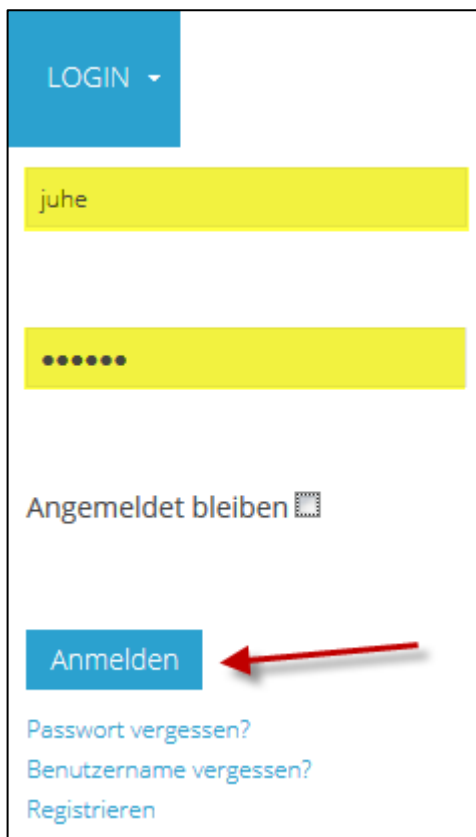 LOGIN
juhe
••••••
Angemeldet bleiben
Anmelden
Passwort vergessen?
Benutzername vergessen?
Registrieren